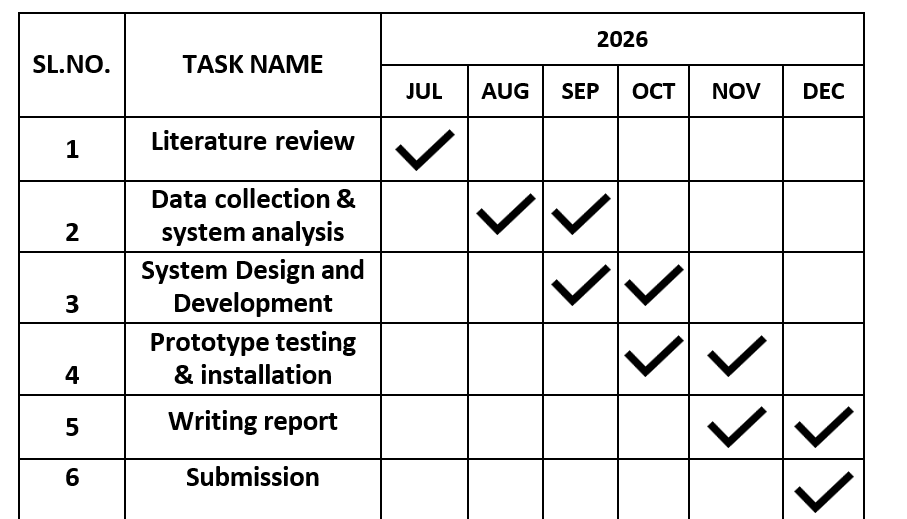 SL.NO. TASK NAME 2026
JUL AUG SEP OCT NOV DEC
1 Literature review
2 Data collection &
system analysis
3 System Design and
Development
4 Prototype testing
& installation
5 Writing report
6 Submission